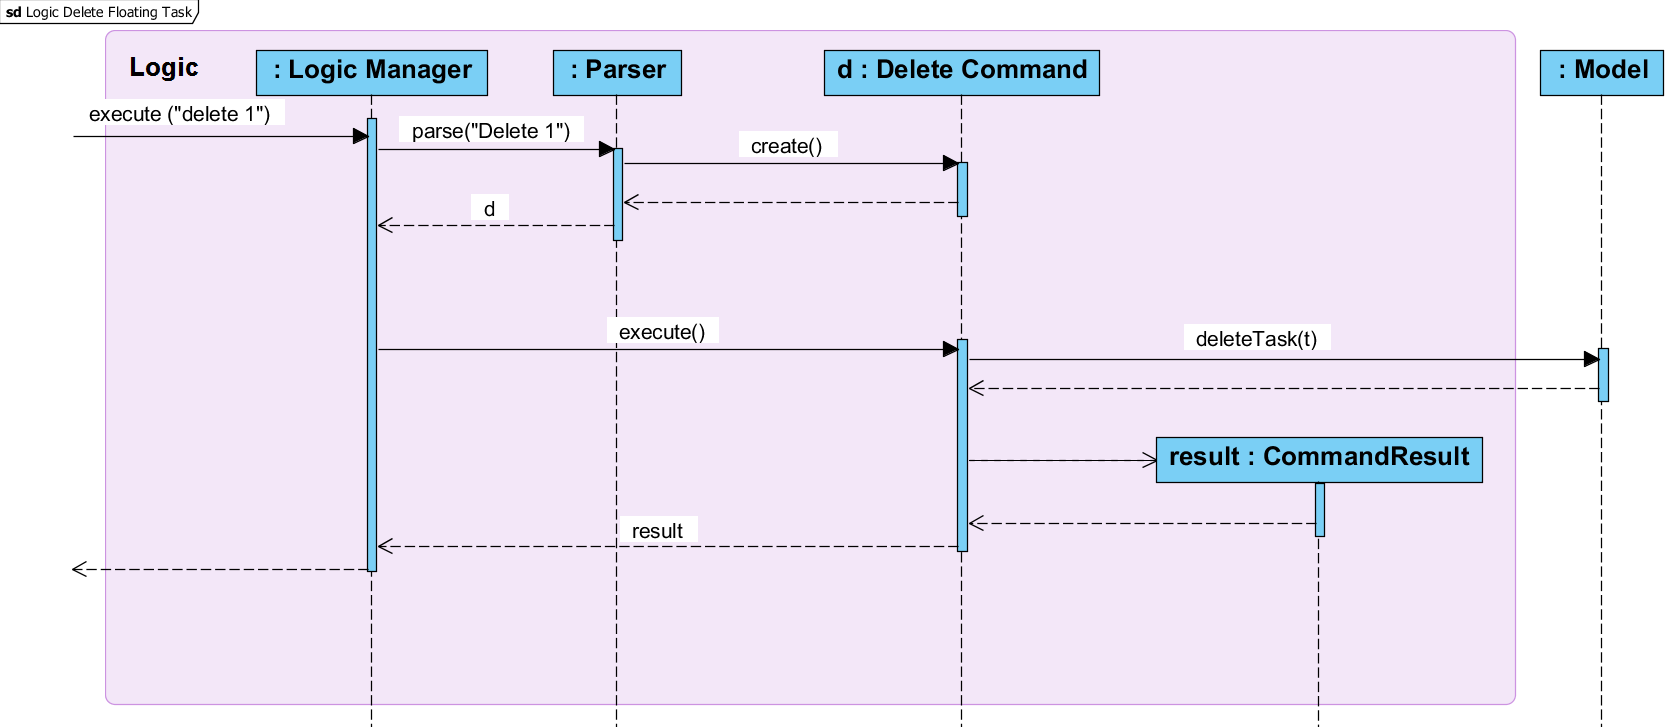 sd Logic Delete Floating Task
Logic
: Logic Manager
: Parser
d : Delete Command
: Model
execute ("delete 1")
parse("Delete 1")
create()
d
execute()
deleteTask(t)
result : CommandResult
result